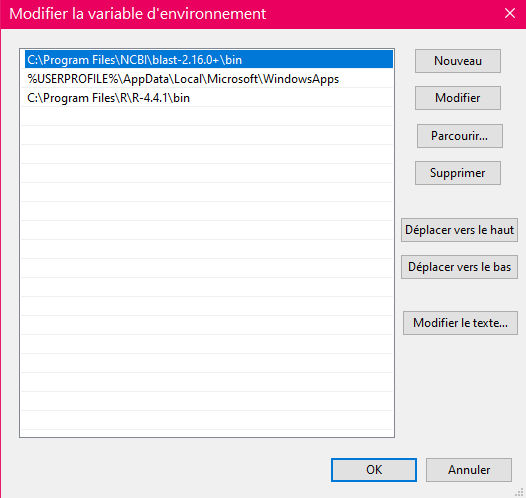 Modifier la variable d'environnement
C:\Program Files\NCBI\blast-2.16.0+\bin
%USERPROFILE%\AppData\Local\Microsoft\WindowsApps
C:\Program Files\R\R-4.4.1\bin
Nouveau
Modifier
Parcourir...
Supprimer
Déplacer vers le haut
Déplacer vers le bas
Modifier le texte...
OK
Annuler